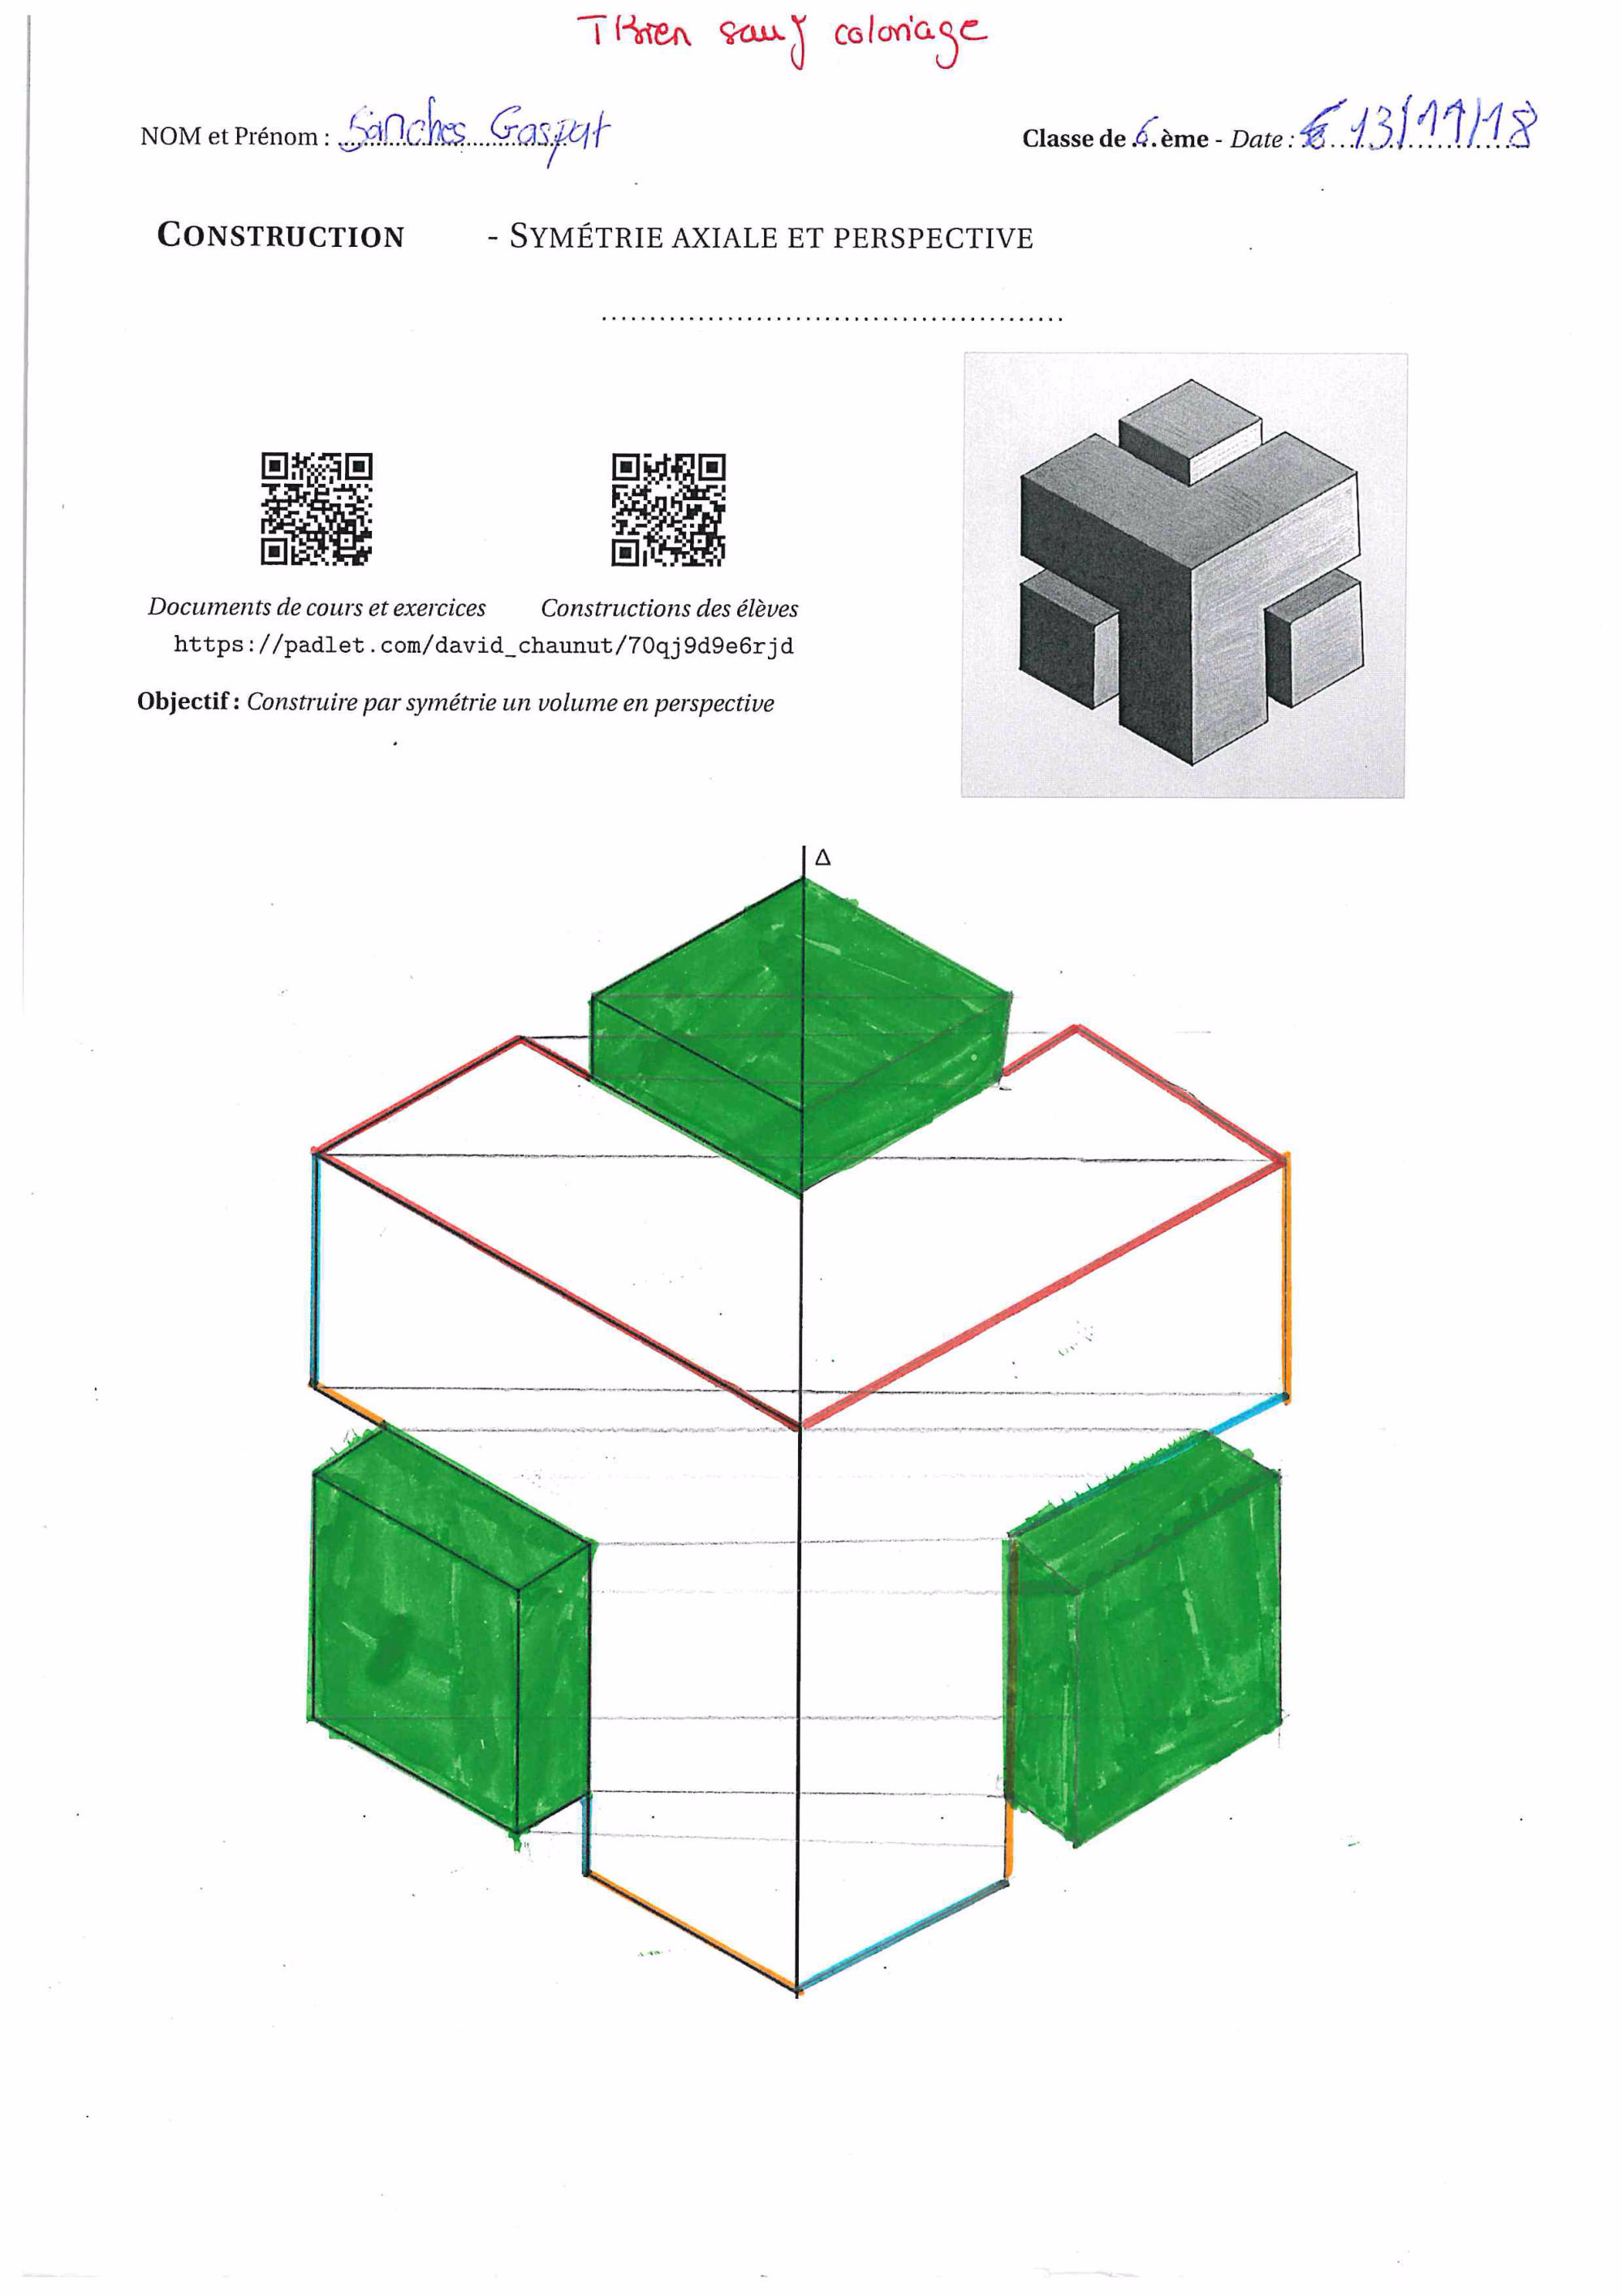 TBien sauf coloriage
NOM et Prénom : Sanches Gaspar
Classe de 6.ème - Date : 13/11/18
CONSTRUCTION - SYMÉTRIE AXIALE ET PERSPECTIVE
Documents de cours et exercices
Constructions des élèves
https://padlet.com/david_chaunut/70qj9d9e6rjd
Objectif : Construire par symétrie un volume en perspective
Δ